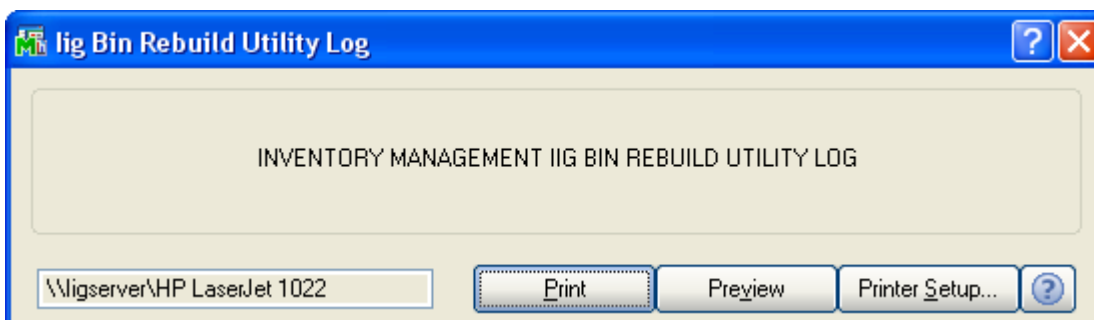 Iig Bin Rebuild Utility Log
INVENTORY MANAGEMENT IIG BIN REBUILD UTILITY LOG
\\Iigserver\HP LaserJet 1022
Print
Preview
Printer Setup...